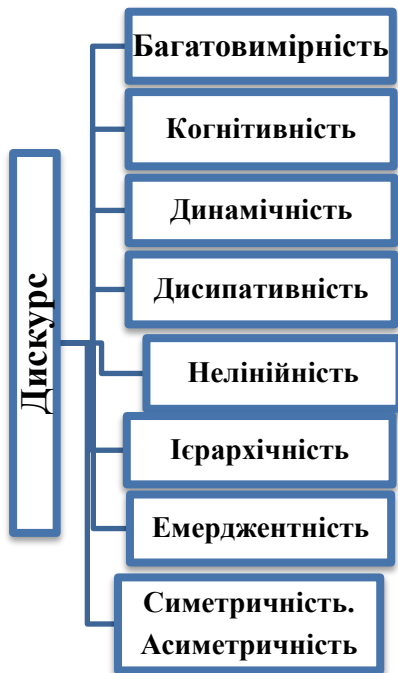 Дискурс
Багатовимірність
Когнітивність
Динамічність
Дисипативність
Нелінійність
Ієрархічність
Емерджентність
Симетричність.
Асиметричність